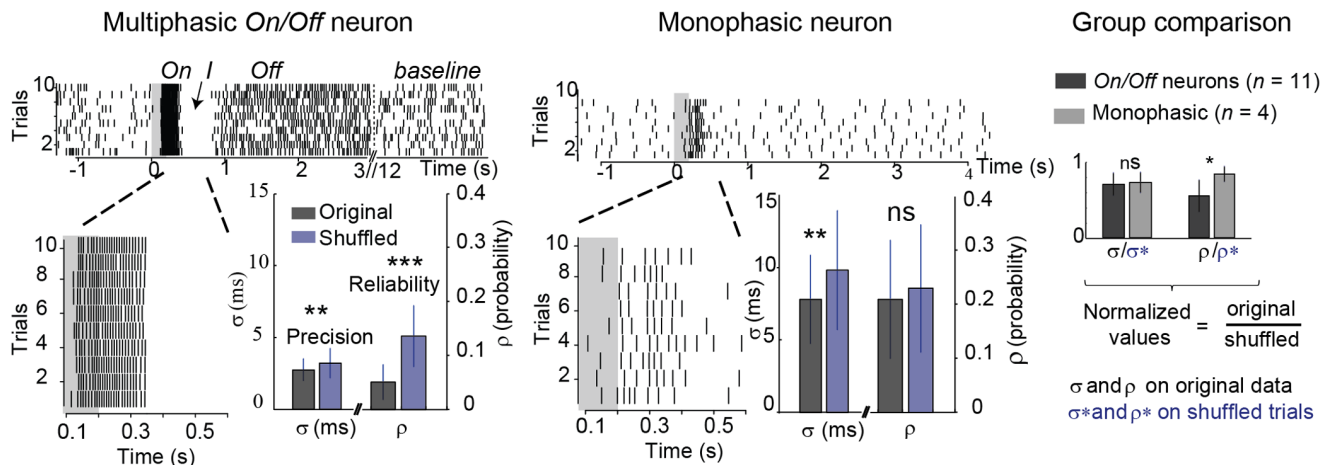 Multiphasic On/Off neuron
On I Off baseline
Trials
10
2
-1 0 1 2 3//12 Time (s)
Trials
10
8
6
4
2
0.1 0.5
Time (s)
15
10
5
0
σ (ms)
Original
Shuffled
**
Precision
***
Reliability
0.4
0.3
0.2
0.1
0
ρ (probability)
σ (ms) ρ
Monophasic neuron
Trials
10
2
-1 0 1 2 3 4 Time (s)
Trials
10
8
6
4
2
0.1 0.3 0.5
Time (s)
15
10
5
0
σ (ms)
**
ns
0.4
0.3
0.2
0.1
0
ρ (probability)
σ (ms) ρ
Group comparison
On/Off neurons (n = 11)
Monophasic (n = 4)
1
0
ns *
σ/σ* ρ/ρ*
Normalized values = original / shuffled
σ and ρ on original data
σ* and ρ* on shuffled trials